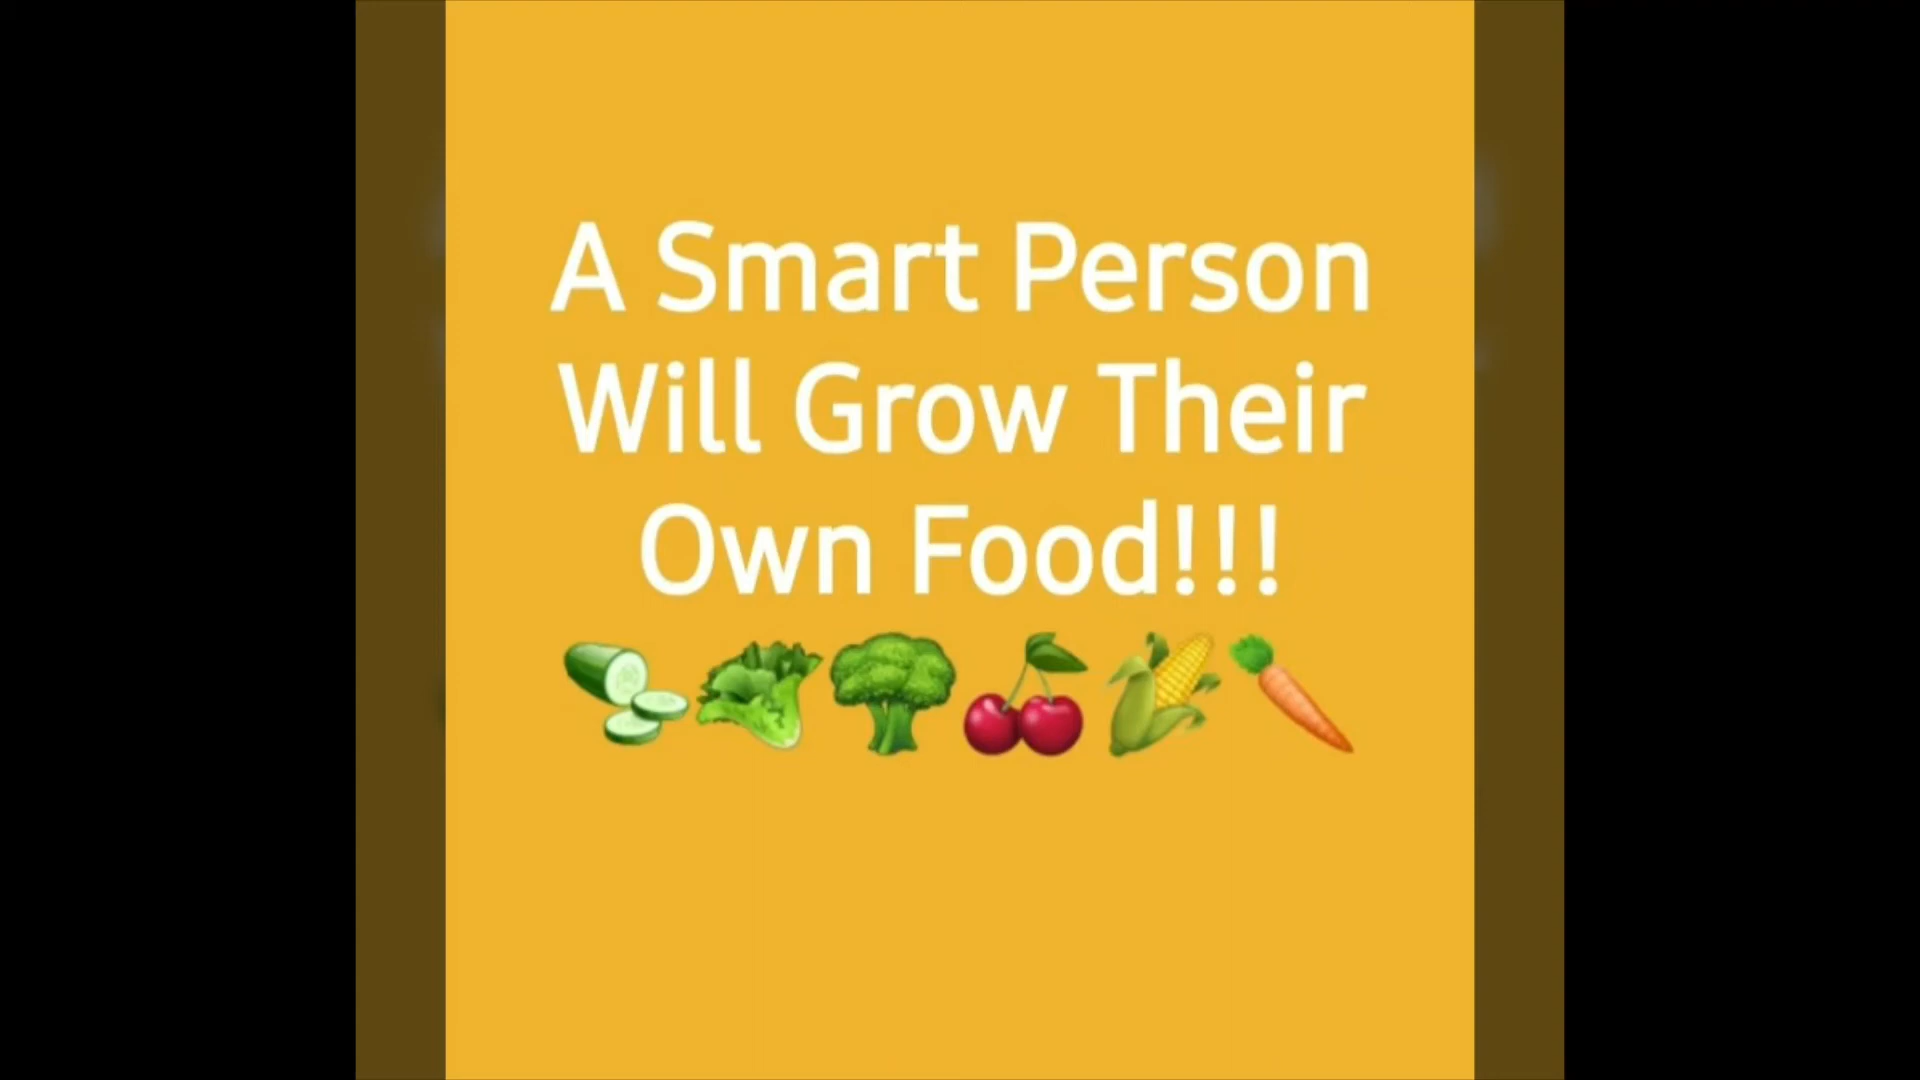 A Smart Person
Will Grow Their
Own Food!!!
🥒🥬🥦🍒🌽🥕